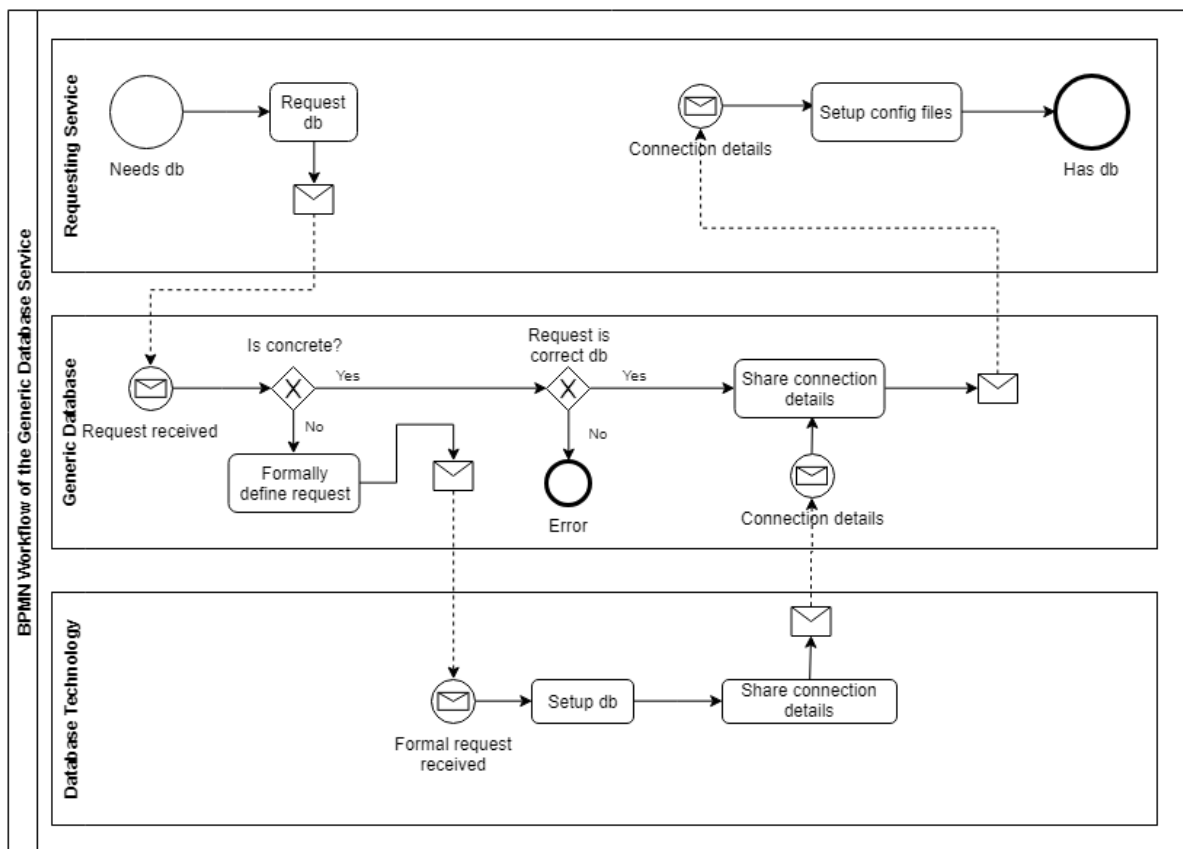 BPMN Workflow of the Generic Database Service
Requesting Service
Needs db
Request
db
Connection details
Setup config files
Has db
Generic Database
Request received
Is concrete?
Yes
No
Formally
define request
Request is
correct db
Yes
No
Error
Share connection
details
Connection details
Database Technology
Formal request
received
Setup db
Share connection
details